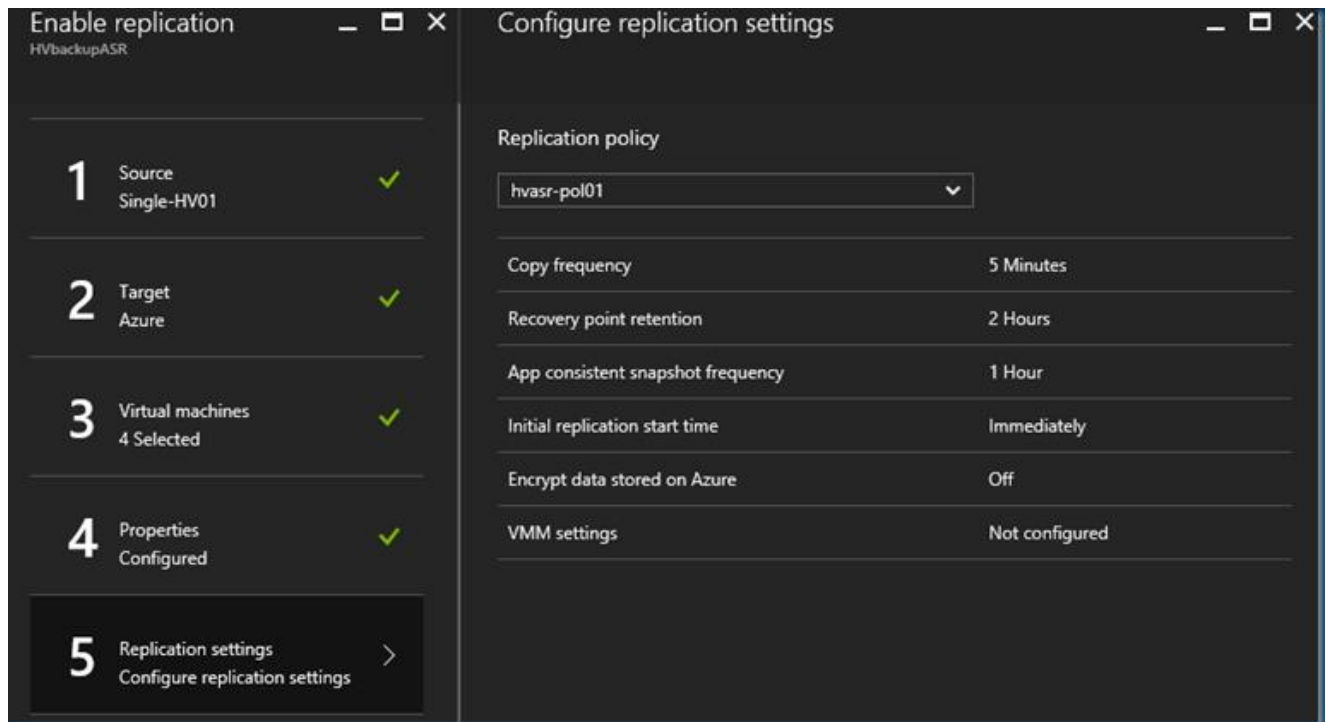 Enable replication
HVbackupASR
1
Source
Single-HV01
2
Target
Azure
3
Virtual machines
4 Selected
4
Properties
Configured
5
Replication settings
Configure replication settings
Configure replication settings
Replication policy
hvasr-pol01
Copy frequency 5 Minutes
Recovery point retention 2 Hours
App consistent snapshot frequency 1 Hour
Initial replication start time Immediately
Encrypt data stored on Azure Off
VMM settings Not configured